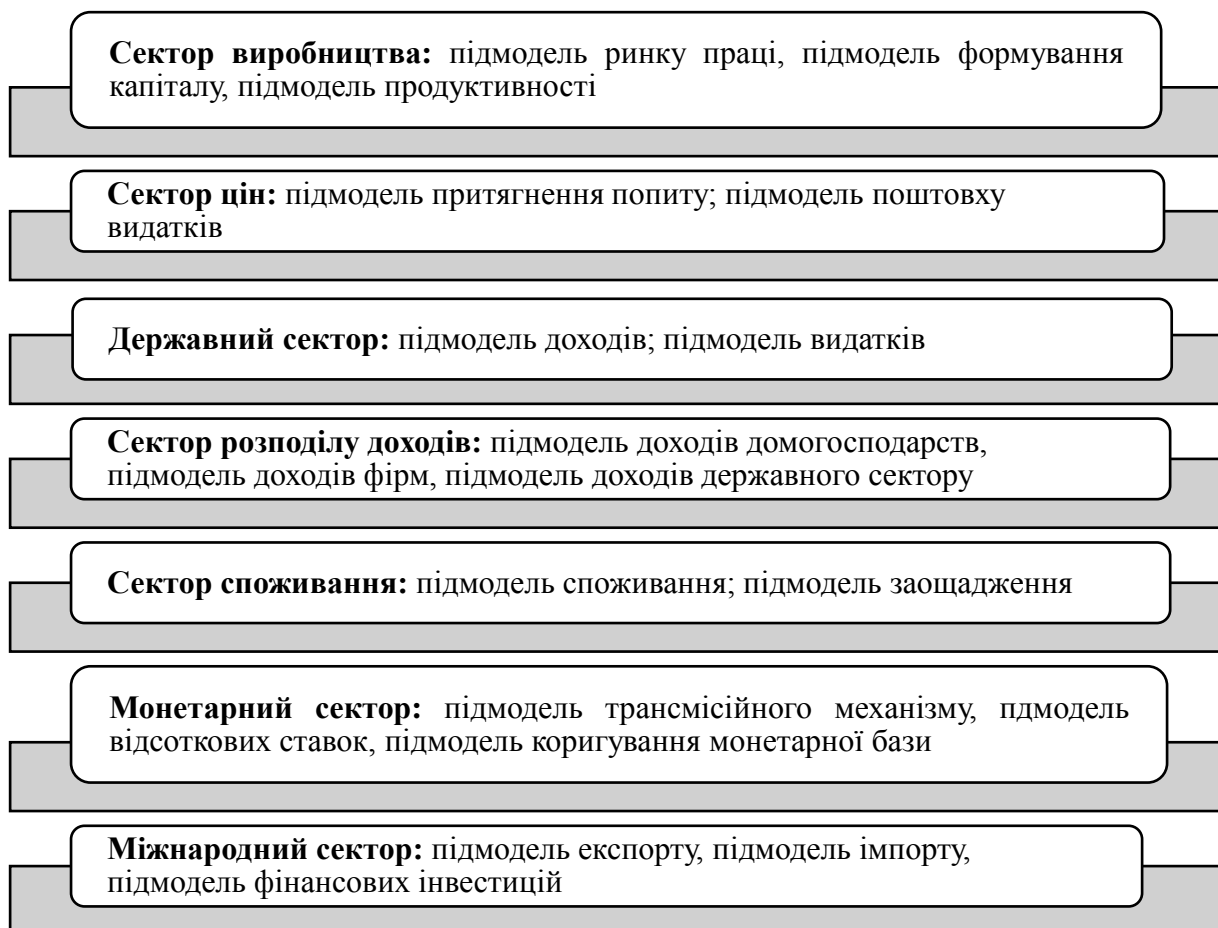 Сектор виробництва: підмодель ринку праці, підмодель формування
капіталу, підмодель продуктивності
Сектор цін: підмодель притягнення попиту; підмодель поштовху
видатків
Державний сектор: підмодель доходів; підмодель видатків
Сектор розподілу доходів: підмодель доходів домогосподарств,
підмодель доходів фірм, підмодель доходів державного сектору
Сектор споживання: підмодель споживання; підмодель заощадження
Монетарний сектор: підмодель трансмісійного механізму, пдмодель
відсоткових ставок, підмодель коригування монетарної бази
Міжнародний сектор: підмодель експорту, підмодель імпорту,
підмодель фінансових інвестицій